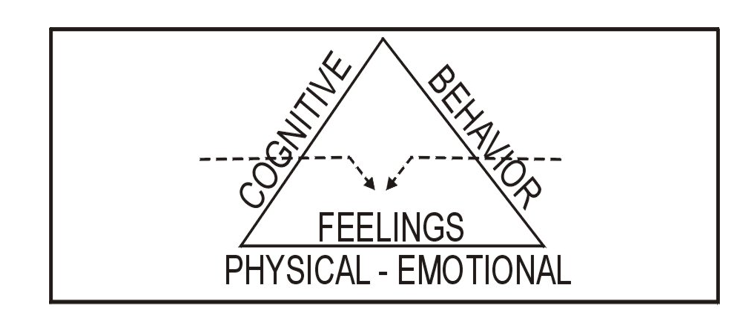 COGNITIVE
BEHAVIOR
FEELINGS
PHYSICAL - EMOTIONAL